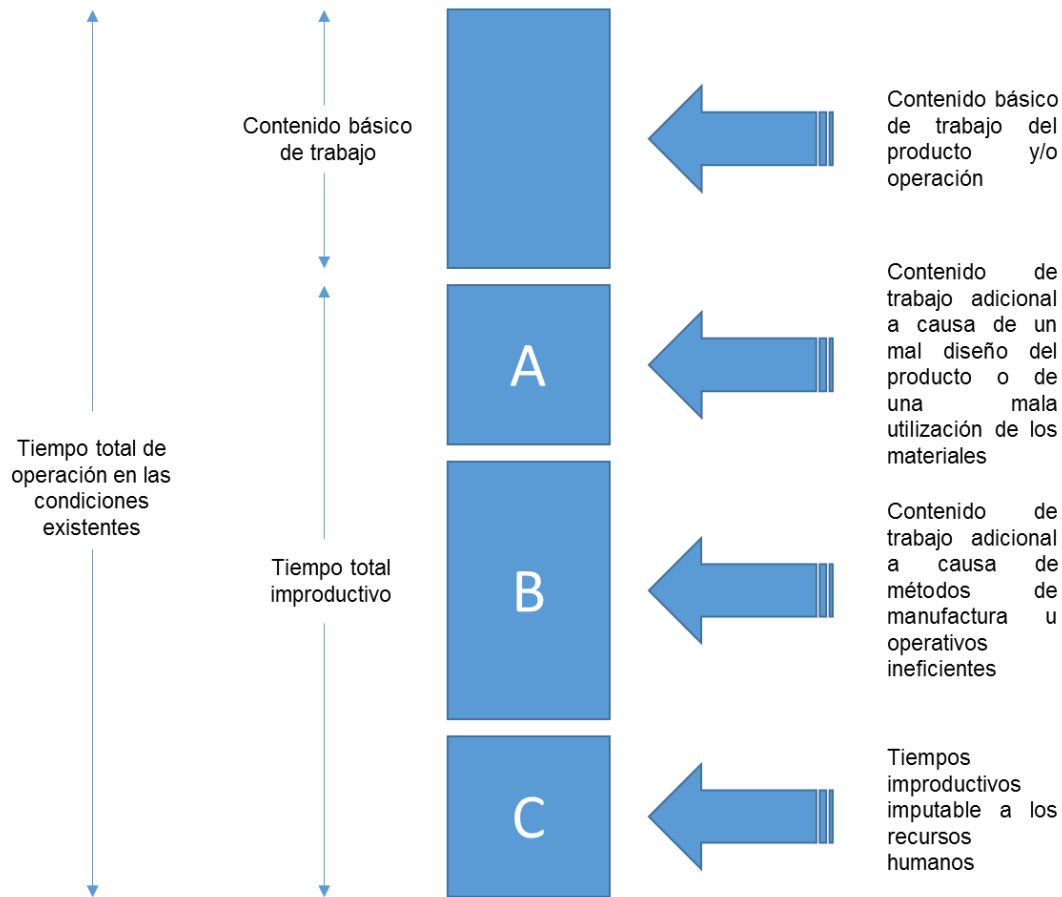 Tiempo total de
operación en las
condiciones
existentes
Contenido básico
de trabajo
Tiempo total
improductivo
A
B
C
Contenido básico
de trabajo del
producto y/o
operación
Contenido de
trabajo adicional
a causa de un
mal diseño del
producto o de
una mala
utilización de los
materiales
Contenido de
trabajo adicional
a causa de
métodos de
manufactura u
operativos
ineficientes
Tiempos
improductivos
imputable a los
recursos
humanos